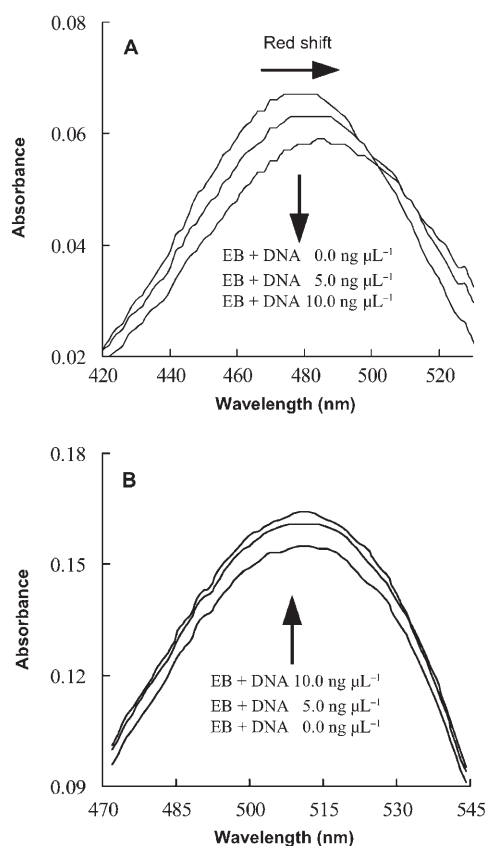 0.08
A
Red shift
0.06
Absorbance
0.04
EB + DNA 0.0 ng µL⁻¹
EB + DNA 5.0 ng µL⁻¹
EB + DNA 10.0 ng µL⁻¹
0.02
420 440 460 480 500 520
Wavelength (nm)
0.18
B
0.15
Absorbance
0.12
EB + DNA 10.0 ng µL⁻¹
EB + DNA 5.0 ng µL⁻¹
EB + DNA 0.0 ng µL⁻¹
0.09
470 485 500 515 530 545
Wavelength (nm)